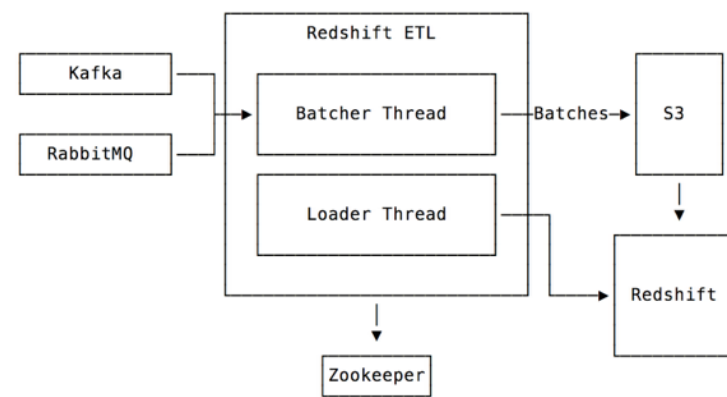 Redshift ETL
Kafka
Batcher Thread
Batches
S3
RabbitMQ
Loader Thread
Redshift
Zookeeper